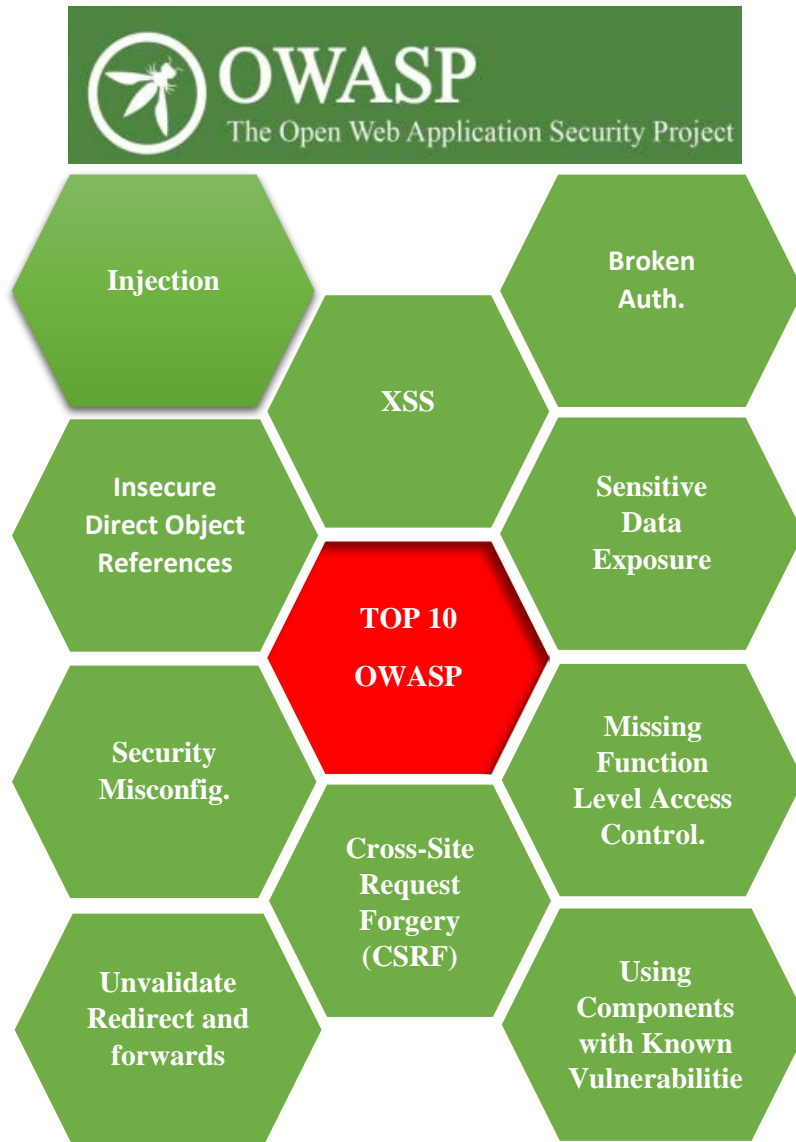 OWASP
The Open Web Application Security Project
Injection
Broken
Auth.
XSS
Insecure
Direct Object
References
Sensitive
Data
Exposure
TOP 10
OWASP
Security
Misconfig.
Missing
Function
Level Access
Control.
Cross-Site
Request
Forgery
(CSRF)
Unvalidate
Redirect and
forwards
Using
Components
with Known
Vulnerabilitie